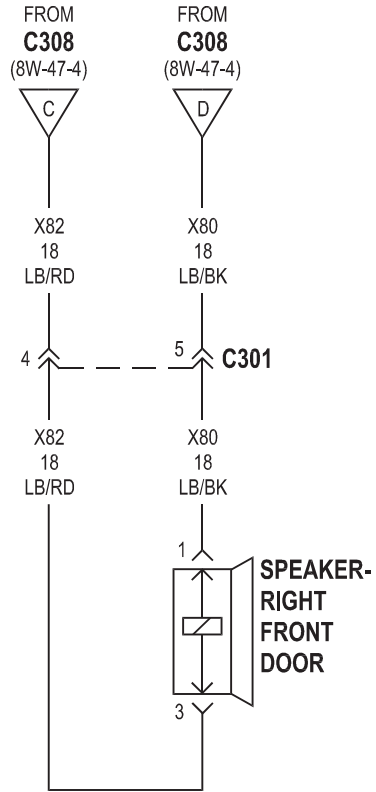 FROM
C308
(8W-47-4)
C
FROM
C308
(8W-47-4)
D
X82
18
LB/RD
X80
18
LB/BK
4
5
C301
X82
18
LB/RD
X80
18
LB/BK
1
SPEAKER-
RIGHT
FRONT
DOOR
3